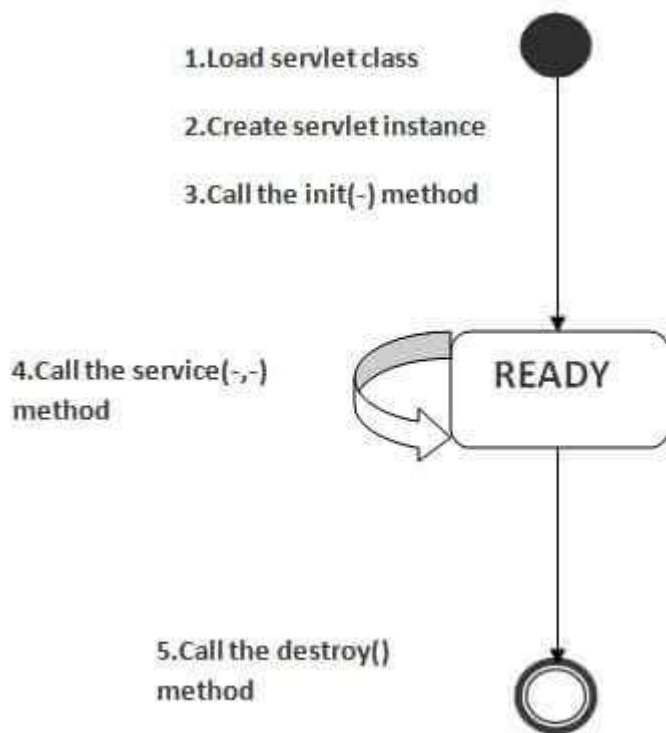 1.Load servlet class
2.Create servlet instance
3.Call the init(-) method
READY
4.Call the service(-,-)
method
5.Call the destroy()
method